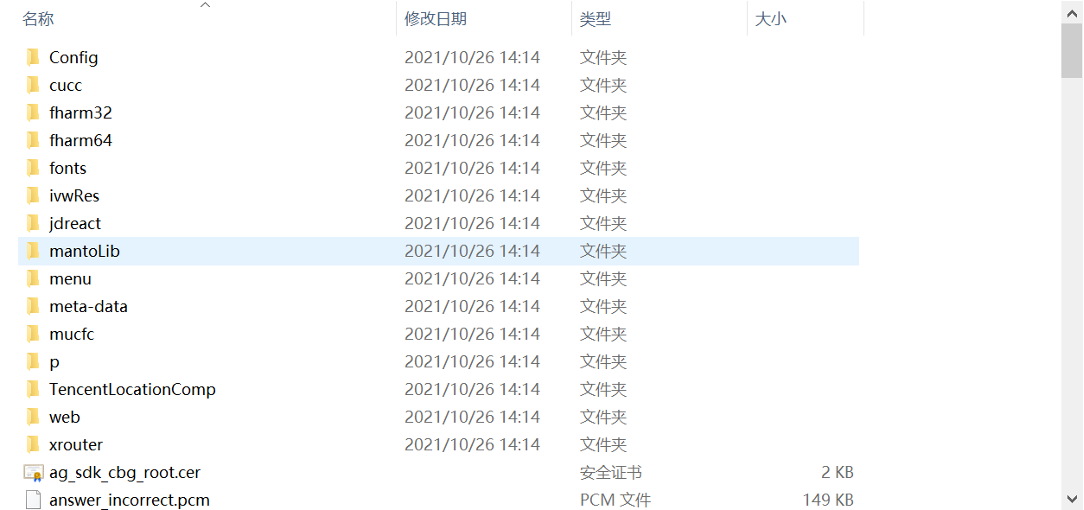 名称 修改日期 类型 大小
Config 2021/10/26 14:14 文件夹
cucc 2021/10/26 14:14 文件夹
fharm32 2021/10/26 14:14 文件夹
fharm64 2021/10/26 14:14 文件夹
fonts 2021/10/26 14:14 文件夹
ivwRes 2021/10/26 14:14 文件夹
jdreact 2021/10/26 14:14 文件夹
mantoLib 2021/10/26 14:14 文件夹
menu 2021/10/26 14:14 文件夹
meta-data 2021/10/26 14:14 文件夹
mucfc 2021/10/26 14:14 文件夹
p 2021/10/26 14:14 文件夹
TencentLocationComp 2021/10/26 14:14 文件夹
web 2021/10/26 14:14 文件夹
xrouter 2021/10/26 14:14 文件夹
ag_sdk_cbg_root.cer 安全证书 2 KB
answer_incorrect.pcm PCM 文件 149 KB